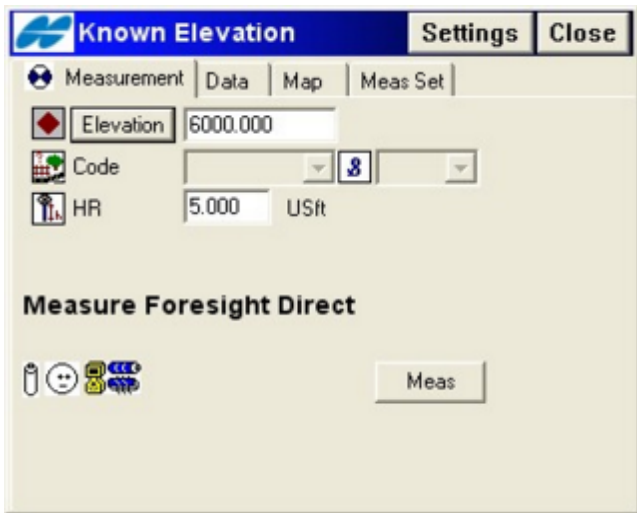 Known Elevation Settings Close
Measurement Data Map Meas Set
Elevation 6000.000
Code
HR 5.000 USft
Measure Foresight Direct
Meas